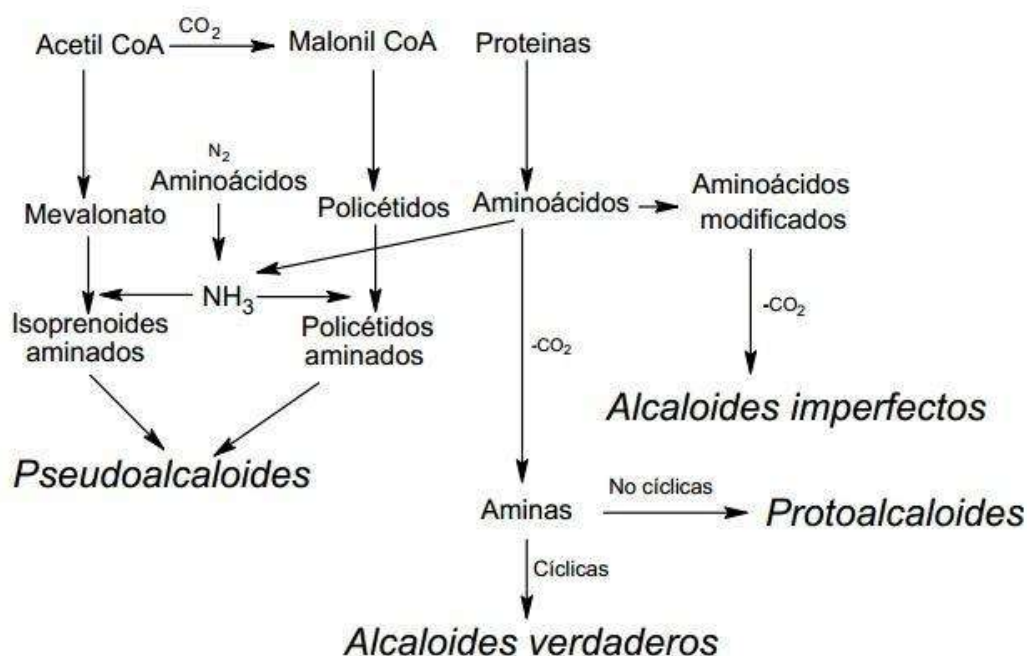 Acetil CoA
CO2
Malonil CoA
Proteinas
N2
Aminoácidos
Mevalonato
Policétidos
Aminoácidos
Aminoácidos
modificados
NH3
Isoprenoides
aminados
Policétidos
aminados
-CO2
-CO2
Alcaloides imperfectos
Pseudoalcaloides
Aminas
No cíclicas
Protoalcaloides
Cíclicas
Alcaloides verdaderos